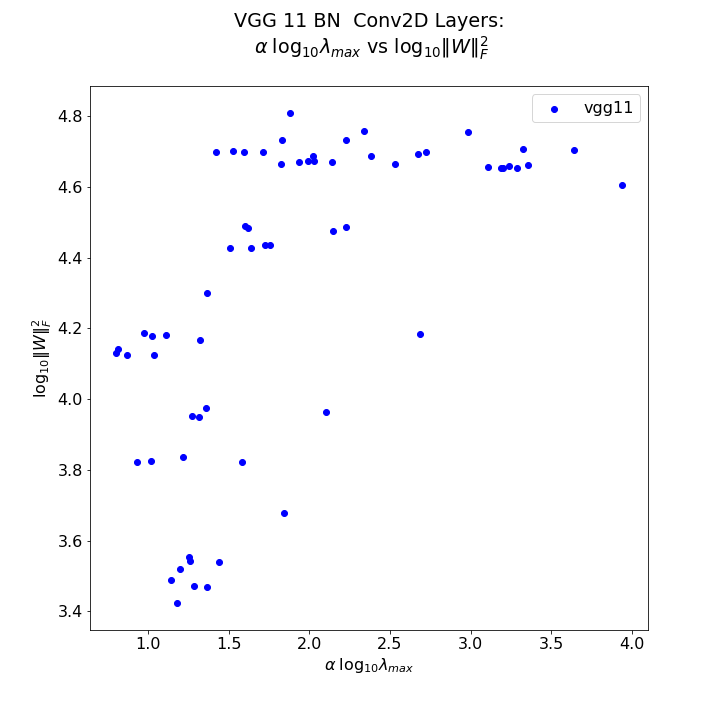 VGG 11 BN  Conv2D Layers:
α log₁₀λₘₐₓ vs log₁₀‖W‖²_F
vgg11
4.8
4.6
4.4
4.2
4.0
3.8
3.6
3.4
log₁₀‖W‖²_F
1.0 1.5 2.0 2.5 3.0 3.5 4.0
α log₁₀λₘₐₓ